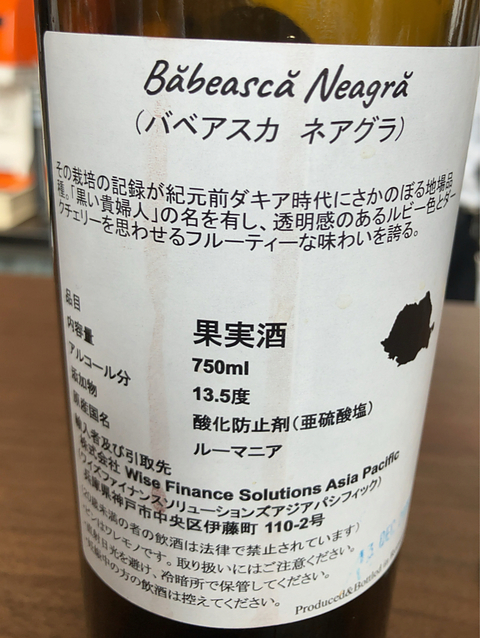 Băbească Neagră
（ババアスカ ネアグラ）
その栽培の記録が紀元前ダキア時代にさかのぼる地場品
種。「黒い貴婦人」の名を有し、透明感のあるルビー色とダー
クチェリーを思わせるフルーティーな味わいを誇る。
品目 果実酒
内容量 750ml
アルコール分 13.5度
添加物 酸化防止剤（亜硫酸塩）
原産国名 ルーマニア
輸入者及び引取先
株式会社 Wise Finance Solutions Asia Pacific
（ワイズファイナンスソリューションズアジアパシフィック）
兵庫県神戸市中央区伊藤町 110-2号
歳未満の者の飲酒は法律で禁止されています）
ビンはワレモノです。取り扱いにはご注意ください。
直射日光を避け、冷暗所で保管してください。
中の方の飲酒は控えてください。
13 DEC
Produced&Bottled in